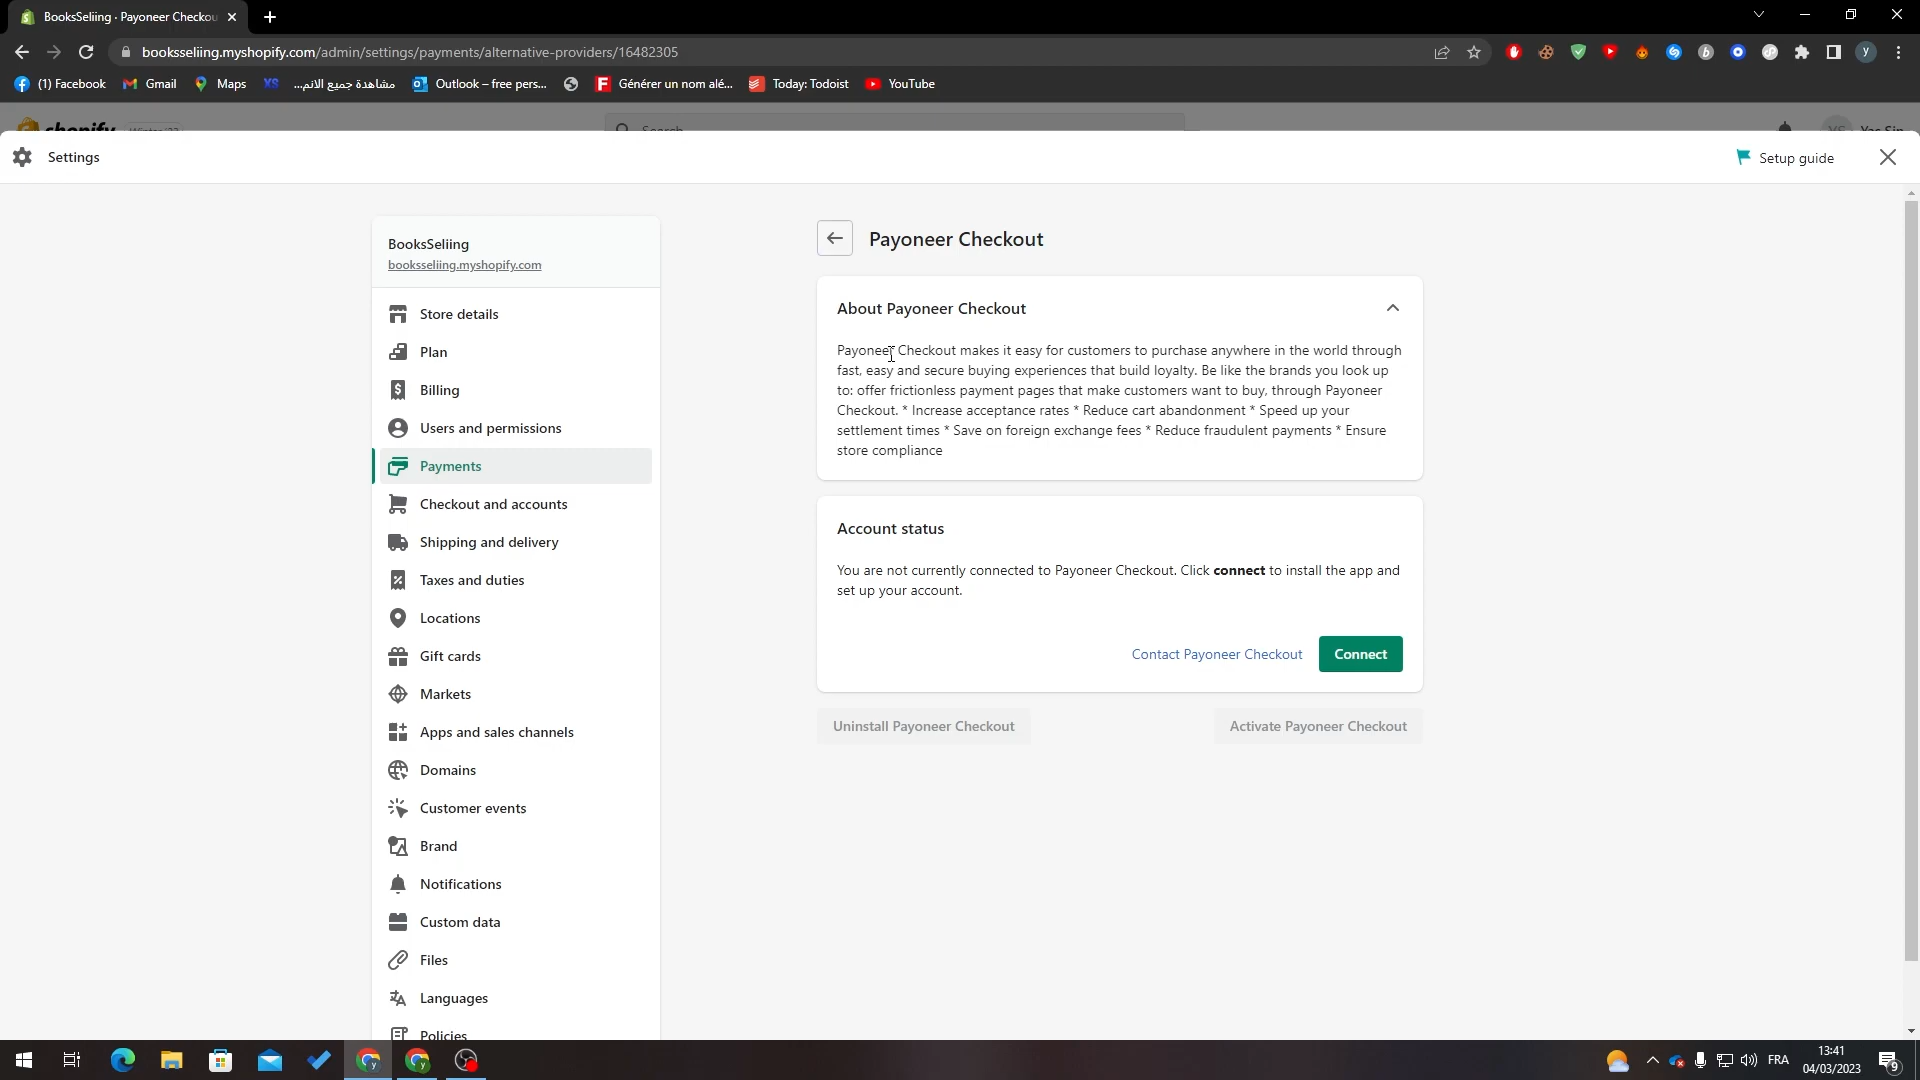 BooksSeliing · Payoneer Checkou
booksseliing.myshopify.com/admin/settings/payments/alternative-providers/16482305
(1) Facebook
Gmail
Maps
XS
مشاهدة جميع الانم...
Outlook – free pers...
Générer un nom alé...
Today: Todoist
YouTube
shopify
Search
Settings
Setup guide
BooksSeliing
booksseliing.myshopify.com
Store details
Plan
Billing
Users and permissions
Payments
Checkout and accounts
Shipping and delivery
Taxes and duties
Locations
Gift cards
Markets
Apps and sales channels
Domains
Customer events
Brand
Notifications
Custom data
Files
Languages
Policies
Payoneer Checkout
About Payoneer Checkout
Payoneer Checkout makes it easy for customers to purchase anywhere in the world through
fast, easy and secure buying experiences that build loyalty. Be like the brands you look up
to: offer frictionless payment pages that make customers want to buy, through Payoneer
Checkout. * Increase acceptance rates * Reduce cart abandonment * Speed up your
settlement times * Save on foreign exchange fees * Reduce fraudulent payments * Ensure
store compliance
Account status
You are not currently connected to Payoneer Checkout. Click connect to install the app and
set up your account.
Contact Payoneer Checkout
Connect
Uninstall Payoneer Checkout
Activate Payoneer Checkout
FRA
13:41
04/03/2023
9